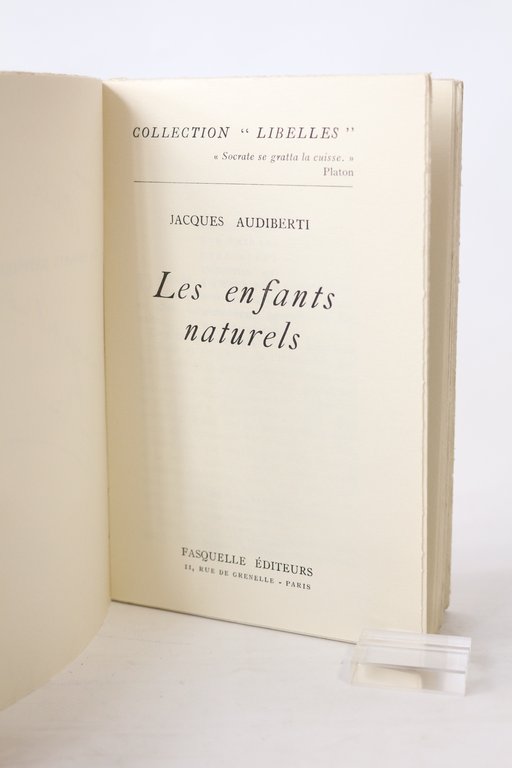 COLLECTION “ LIBELLES ”
« Socrate se gratta la cuisse. »
Platon
JACQUES AUDIBERTI
Les enfants
naturels
FASQUELLE ÉDITEURS
11, RUE DE GRENELLE - PARIS